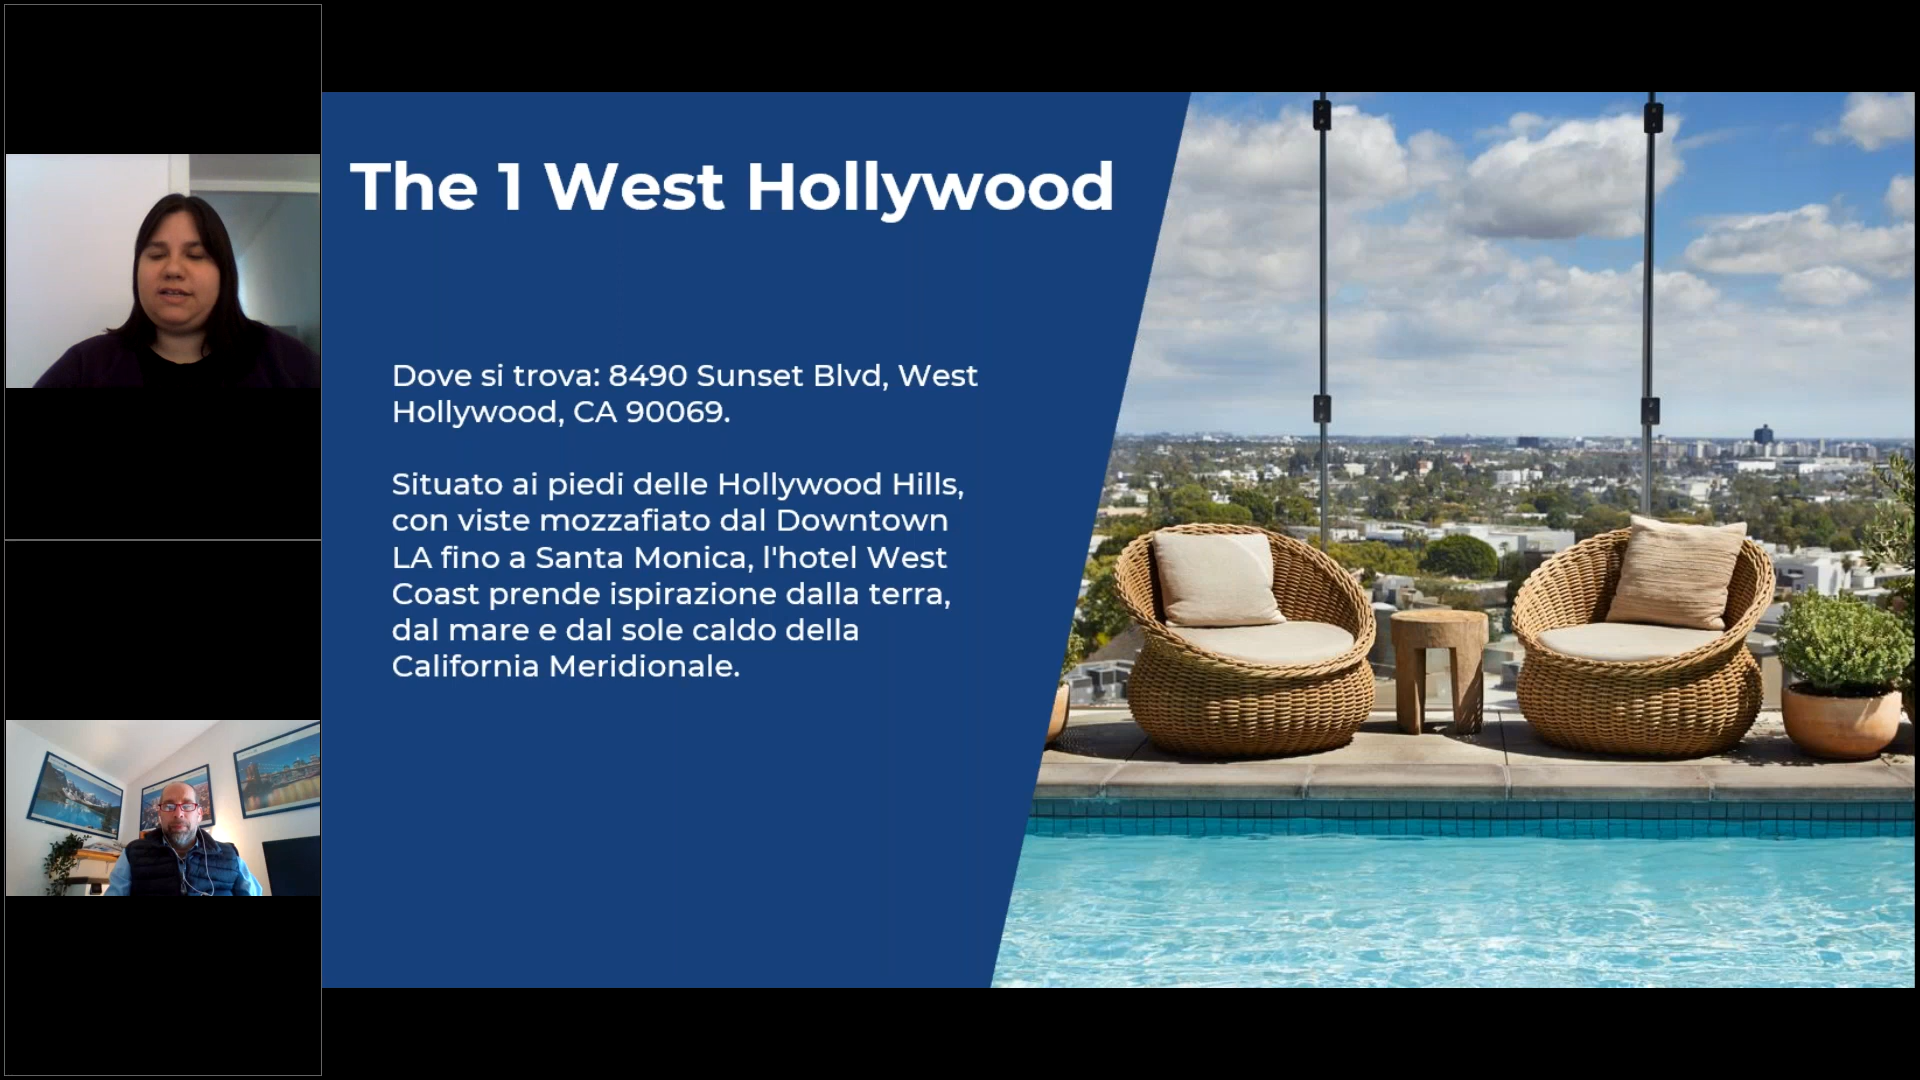 The 1 West Hollywood
Dove si trova: 8490 Sunset Blvd, West
Hollywood, CA 90069.
Situato ai piedi delle Hollywood Hills,
con viste mozzafiato dal Downtown
LA fino a Santa Monica, l'hotel West
Coast prende ispirazione dalla terra,
dal mare e dal sole caldo della
California Meridionale.